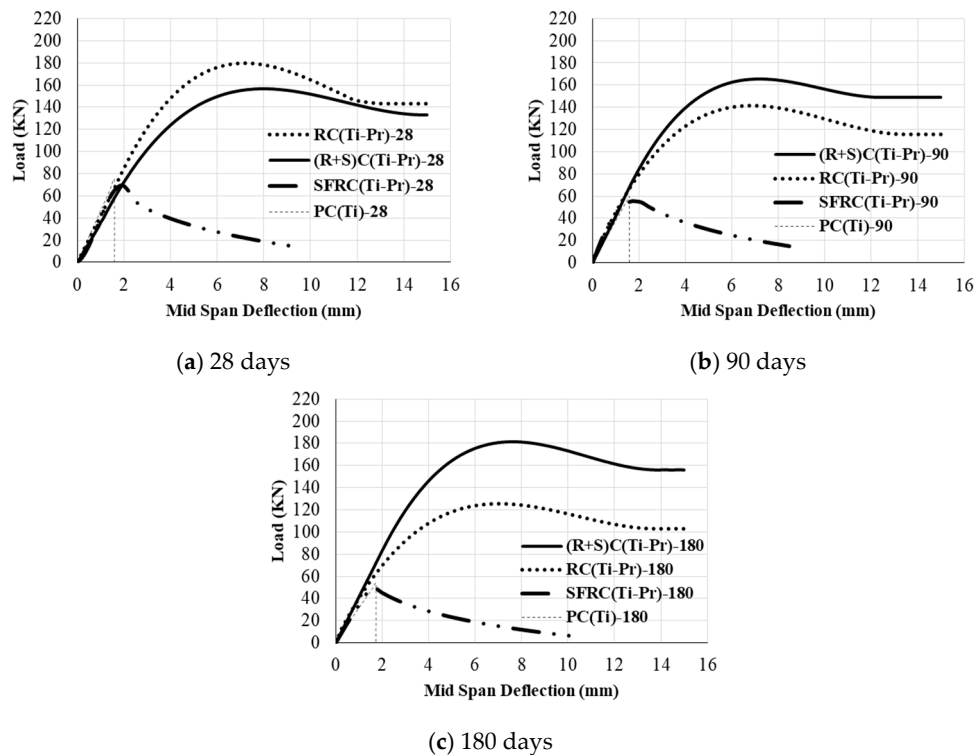 220
200
180
160
140
120
100
80
60
40
20
0
Load (KN)
RC(Ti-Pr)-28
(R+S)C(Ti-Pr)-28
SFRC(Ti-Pr)-28
PC(Ti)-28
0 2 4 6 8 10 12 14 16
Mid Span Deflection (mm)
(a) 28 days
220
200
180
160
140
120
100
80
60
40
20
0
Load (KN)
(R+S)C(Ti-Pr)-90
RC(Ti-Pr)-90
SFRC(Ti-Pr)-90
PC(Ti)-90
0 2 4 6 8 10 12 14 16
Mid Span Deflection (mm)
(b) 90 days
220
200
180
160
140
120
100
80
60
40
20
0
Load (KN)
(R+S)C(Ti-Pr)-180
RC(Ti-Pr)-180
SFRC(Ti-Pr)-180
PC(Ti)-180
0 2 4 6 8 10 12 14 16
Mid Span Deflection (mm)
(c) 180 days